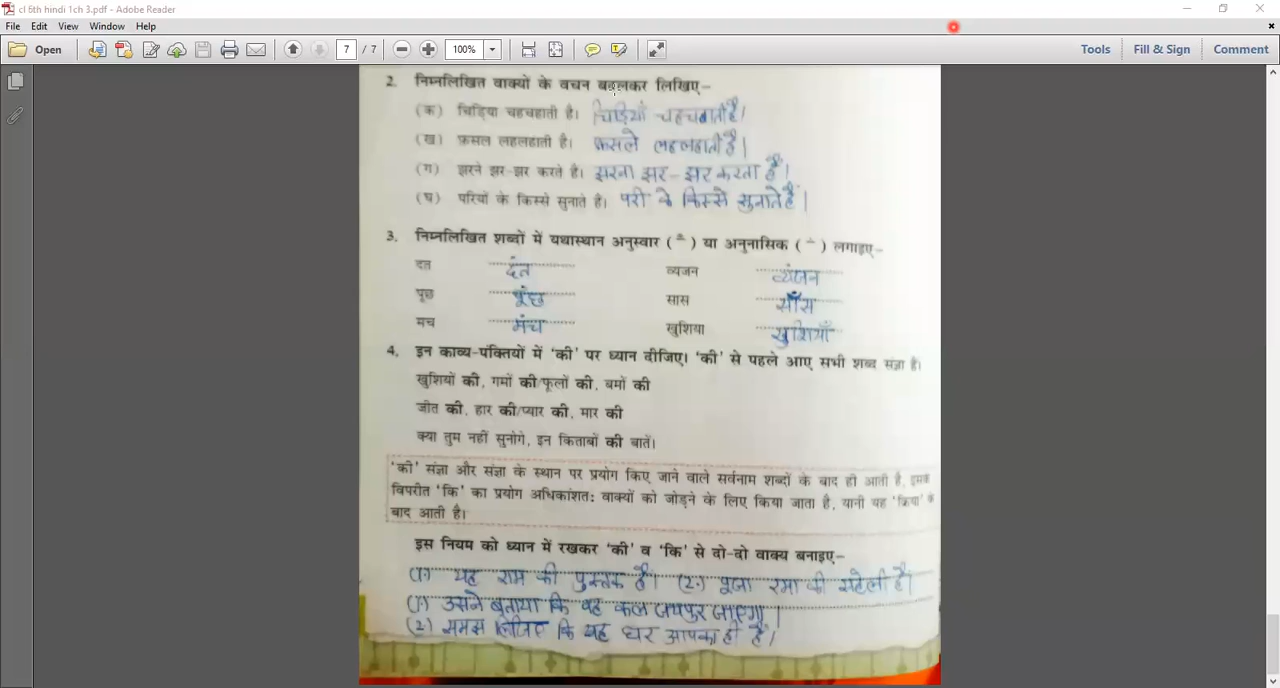 cl 5th hindi 1ch 3.pdf - Adobe Reader
File Edit View Window Help
Open 7 / 7 100% Tools Fill & Sign Comment
2. निम्नलिखित वाक्यों के वचन बदलकर लिखिए–
(क) चिड़िया चहचहाती है। चिड़ियाँ चहचहाती हैं।
(ख) फ़सल लहलहाती है। फ़सले लहलहाती हैं।
(ग) झरने झर-झर करते हैं। झरना झर-झर करता है।
(घ) परियों के किस्से सुनाते हैं। परी के किस्से सुनाते हैं।
3. निम्नलिखित शब्दों में यथास्थान अनुस्वार ( ) या अनुनासिक ( ) लगाइए–
दत दंत व्यजन व्यंजन
पूछ पूंछ सास साँस
मच मंच खुशिया खुशियाँ
4. इन काव्य-पंक्तियों में 'की' पर ध्यान दीजिए। 'की' से पहले आए सभी शब्द संज्ञा हैं।
खुशियों की, गमों की/फूलों की, बमों की
जीत की, हार की/प्यार की, मार की
क्या तुम नहीं सुनोगे, इन किताबों की बातें।
'की' संज्ञा और संज्ञा के स्थान पर प्रयोग किए जाने वाले सर्वनाम शब्दों के बाद ही आती है, इसके
विपरीत 'कि' का प्रयोग अधिकांशतः वाक्यों को जोड़ने के लिए किया जाता है, यानी यह 'क्रिया' के
बाद आती है।
इस नियम को ध्यान में रखकर 'की' व 'कि' से दो-दो वाक्य बनाइए–
(1) यह राम की पुस्तक है। (2) पूजा रमा की सहेली है।
(1) उसने बताया कि वह कल जयपुर जाएगा।
(2) समझ लिजिए कि यह घर आपका ही है।